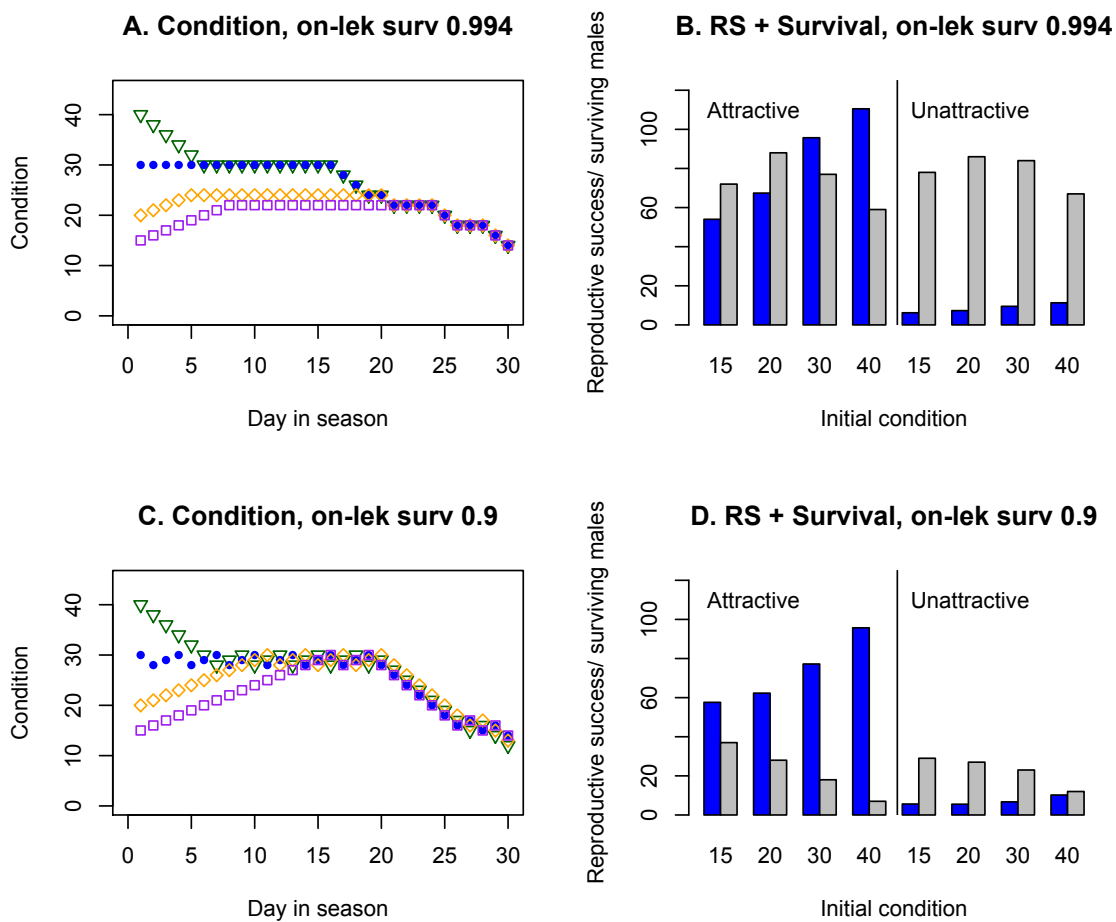 A. Condition, on-lek surv 0.994
Condition
0 10 20 30 40
0 5 10 15 20 25 30
Day in season
B. RS + Survival, on-lek surv 0.994
Reproductive success/ surviving males
0 20 60 100
Attractive
Unattractive
15 20 30 40 15 20 30 40
Initial condition
C. Condition, on-lek surv 0.9
Condition
0 10 20 30 40
0 5 10 15 20 25 30
Day in season
D. RS + Survival, on-lek surv 0.9
Reproductive success/ surviving males
0 20 60 100
Attractive
Unattractive
15 20 30 40 15 20 30 40
Initial condition